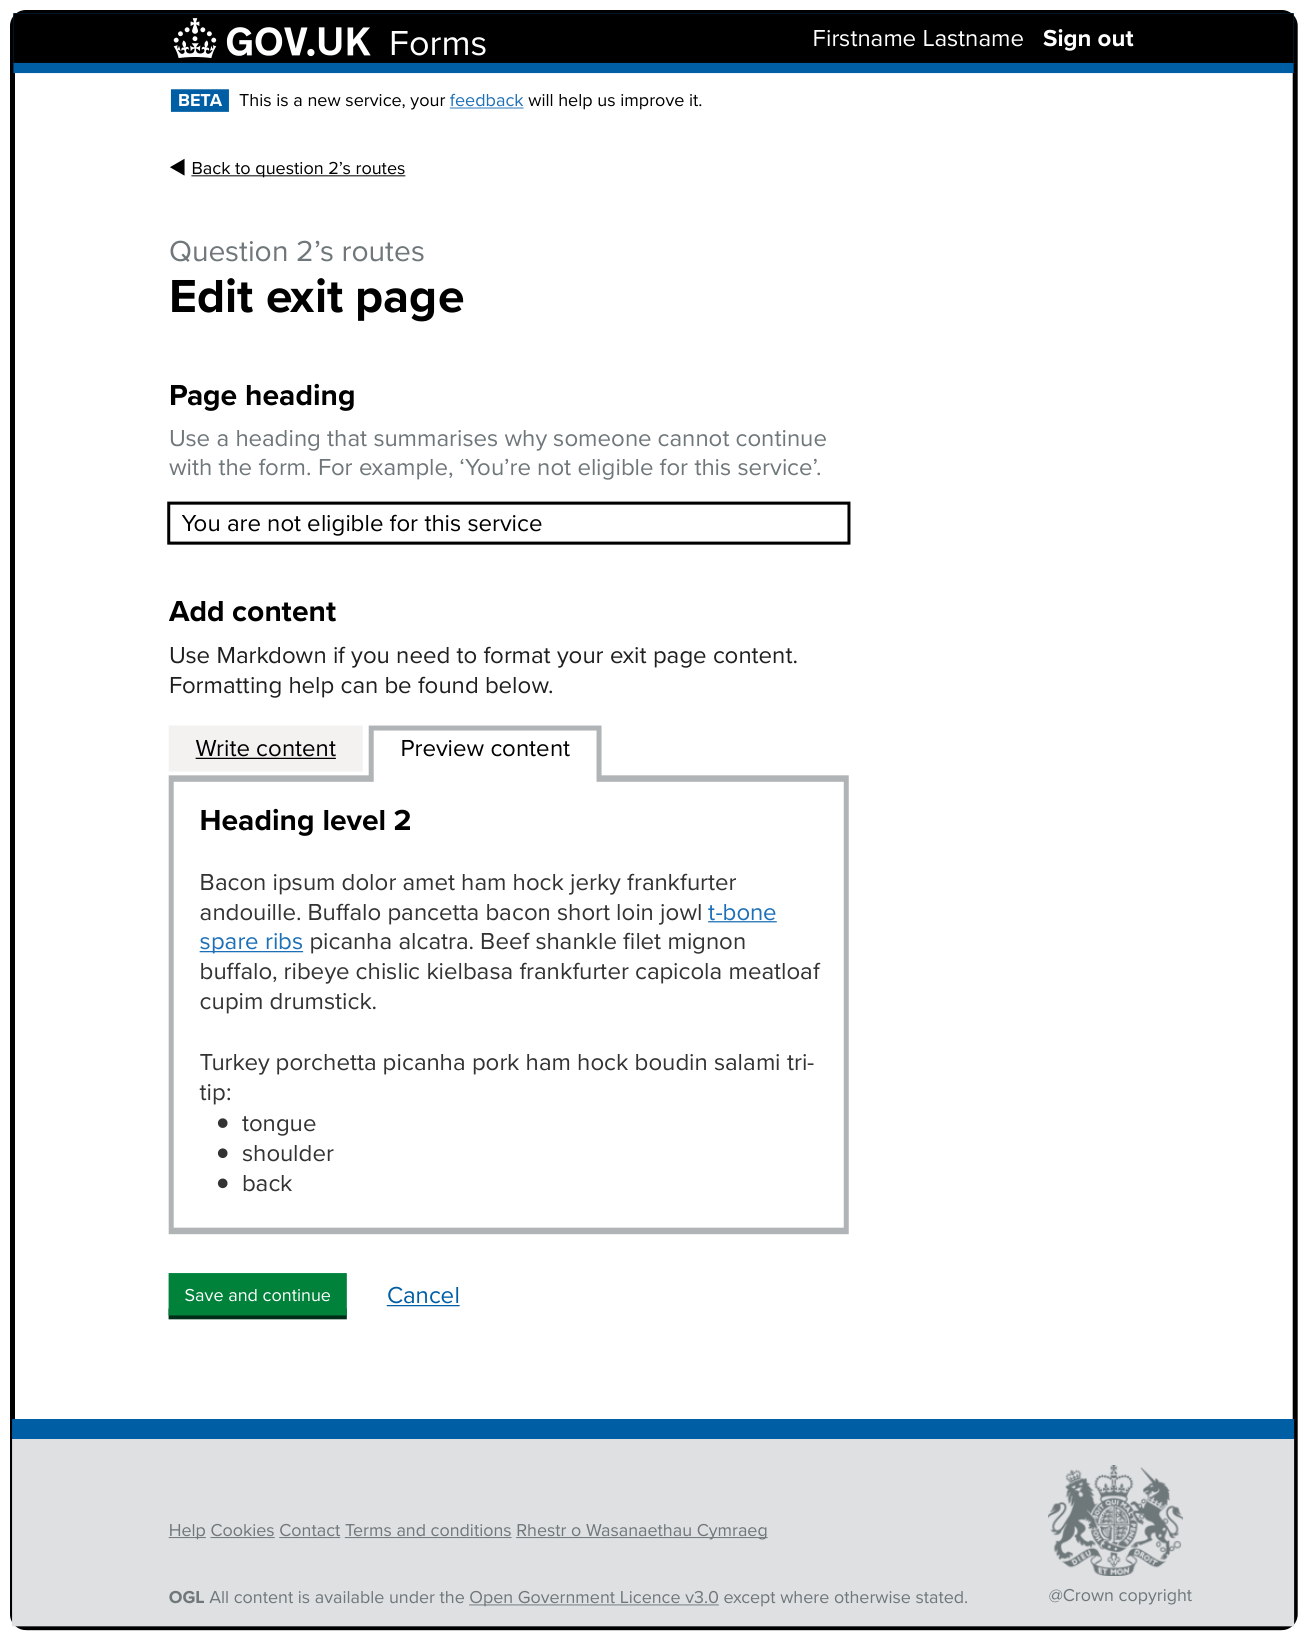 GOV.UK Forms
Firstname Lastname Sign out
BETA This is a new service, your feedback will help us improve it.
Back to question 2’s routes
Question 2’s routes
Edit exit page
Page heading
Use a heading that summarises why someone cannot continue
with the form. For example, ‘You’re not eligible for this service’.
You are not eligible for this service
Add content
Use Markdown if you need to format your exit page content.
Formatting help can be found below.
Write content
Preview content
Heading level 2
Bacon ipsum dolor amet ham hock jerky frankfurter
andouille. Buffalo pancetta bacon short loin jowl t-bone
spare ribs picanha alcatra. Beef shankle filet mignon
buffalo, ribeye chislic kielbasa frankfurter capicola meatloaf
cupim drumstick.
Turkey porchetta picanha pork ham hock boudin salami tri-
tip:
• tongue
• shoulder
• back
Save and continue
Cancel
Help Cookies Contact Terms and conditions Rhestr o Wasanaethau Cymraeg
OGL All content is available under the Open Government Licence v3.0 except where otherwise stated.
@Crown copyright